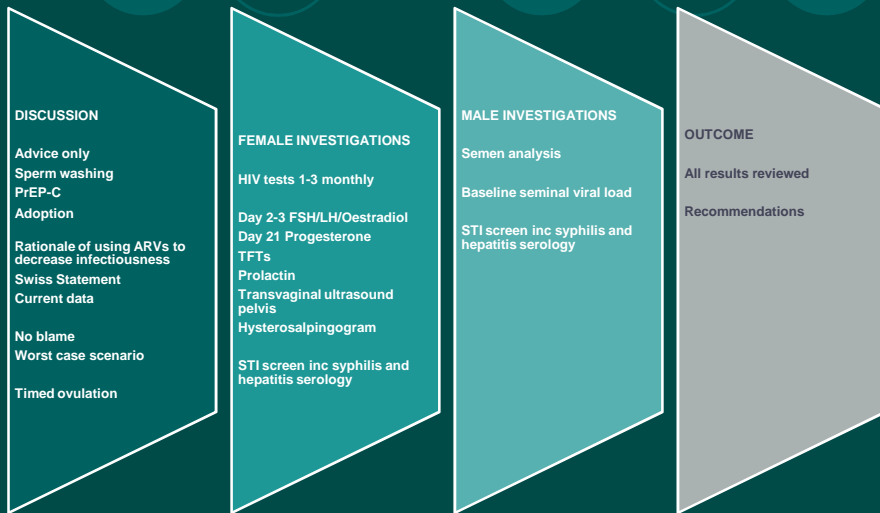 DISCUSSION
Advice only
Sperm washing
PrEP-C
Adoption
Rationale of using ARVs to
decrease infectiousness
Swiss Statement
Current data
No blame
Worst case scenario
Timed ovulation
FEMALE INVESTIGATIONS
HIV tests 1-3 monthly
Day 2-3 FSH/LH/Oestradiol
Day 21 Progesterone
TFTs
Prolactin
Transvaginal ultrasound
pelvis
Hysterosalpingogram
STI screen inc syphilis and
hepatitis serology
MALE INVESTIGATIONS
Semen analysis
Baseline seminal viral load
STI screen inc syphilis and
hepatitis serology
OUTCOME
All results reviewed
Recommendations